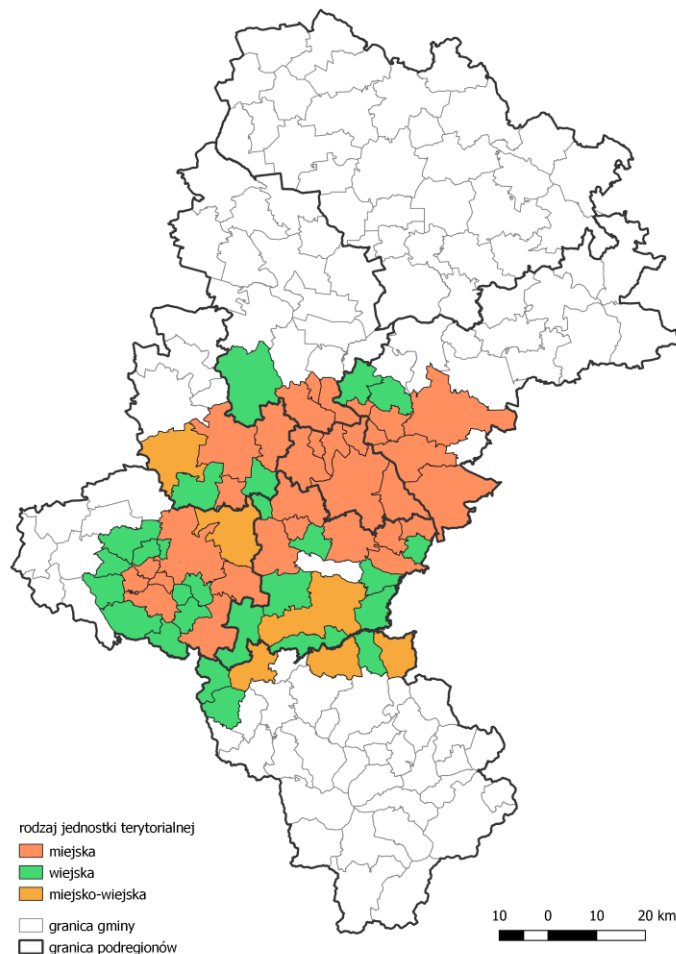 rodzaj jednostki terytorialnej
miejska
wiejska
miejsko-wiejska
granica gminy
granica podregionów
10 0 10 20 km